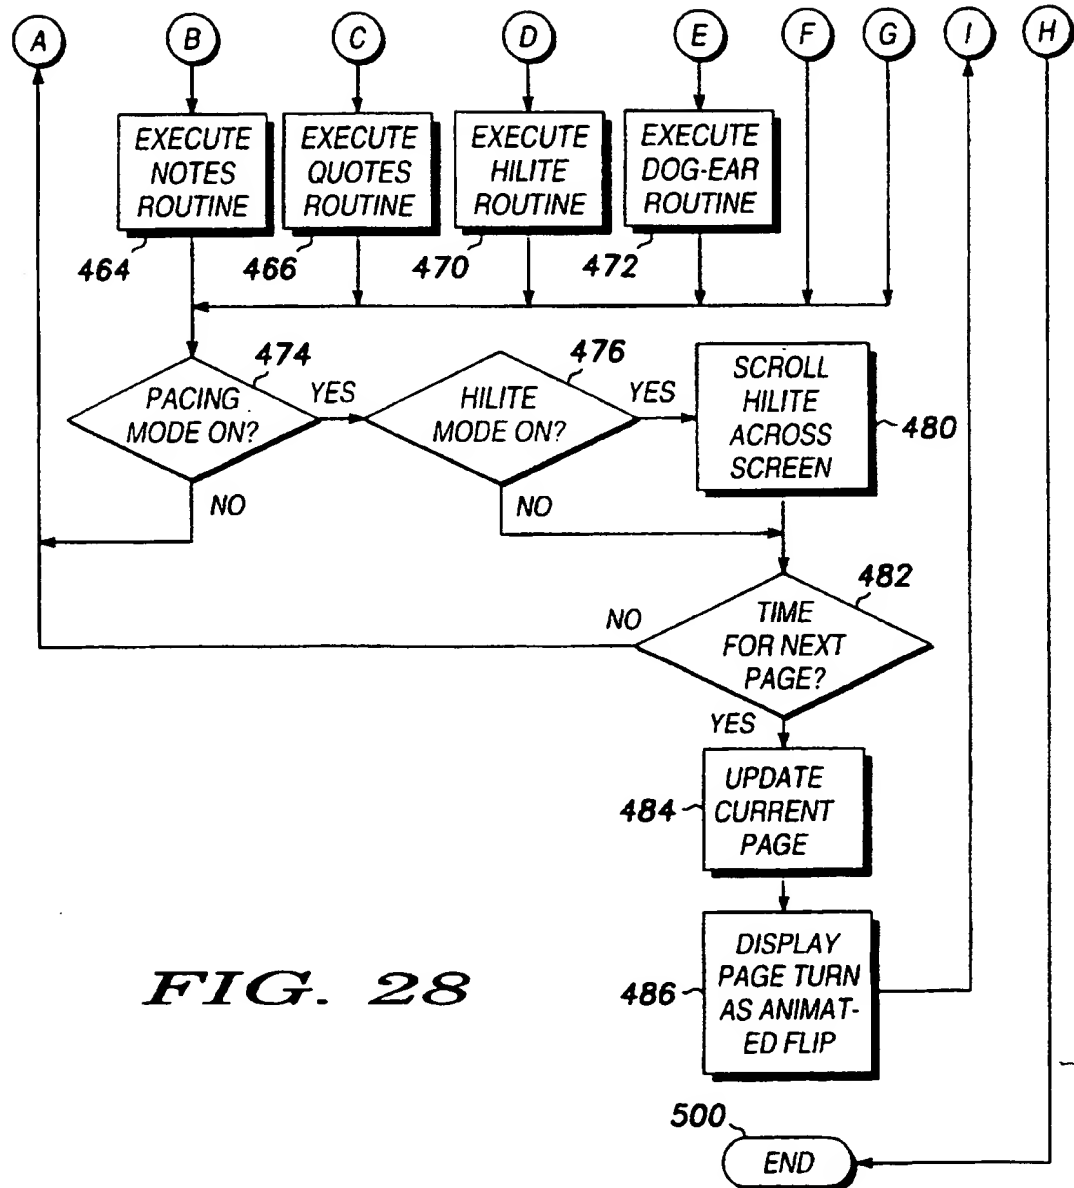 A B C D E F G I H
EXECUTE
NOTES
ROUTINE
464
EXECUTE
QUOTES
ROUTINE
466
EXECUTE
HILITE
ROUTINE
470
EXECUTE
DOG-EAR
ROUTINE
472
PACING
MODE ON?
474
YES
NO
HILITE
MODE ON?
476
YES
NO
SCROLL
HILITE
ACROSS
SCREEN
480
TIME
FOR NEXT
PAGE?
482
NO
YES
UPDATE
CURRENT
PAGE
484
DISPLAY
PAGE TURN
AS ANIMAT-
ED FLIP
486
FIG. 28
500
END